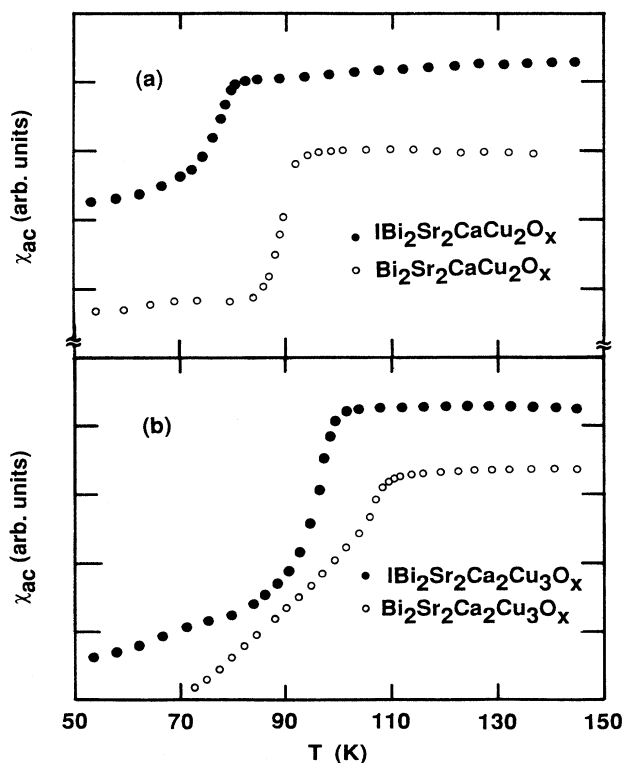 (a)
χac (arb. units)
IBi2Sr2CaCu2Ox
Bi2Sr2CaCu2Ox
(b)
χac (arb. units)
IBi2Sr2Ca2Cu3Ox
Bi2Sr2Ca2Cu3Ox
50 70 90 110 130 150
T (K)